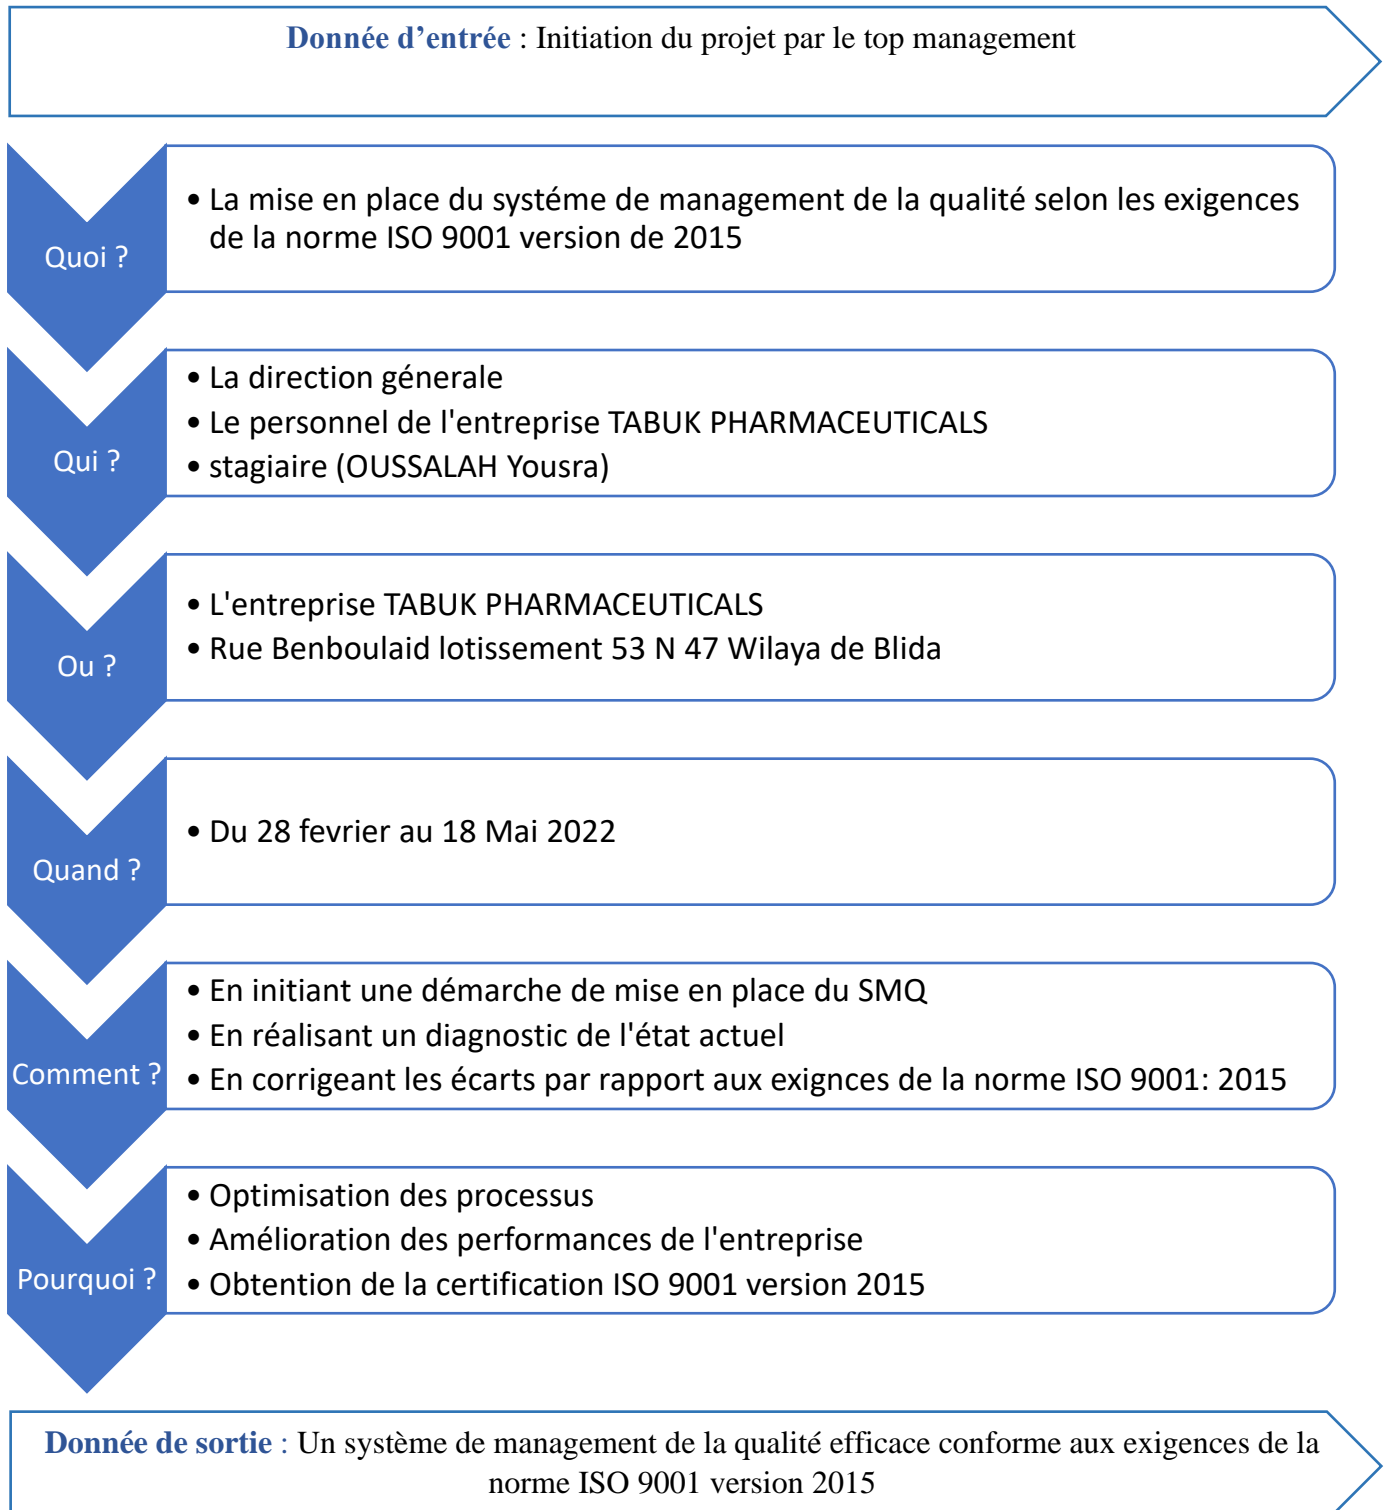 Donnée d’entrée : Initiation du projet par le top management
Quoi ?
• La mise en place du systéme de management de la qualité selon les exigences
de la norme ISO 9001 version de 2015
Qui ?
• La direction génerale
• Le personnel de l'entreprise TABUK PHARMACEUTICALS
• stagiaire (OUSSALAH Yousra)
Ou ?
• L'entreprise TABUK PHARMACEUTICALS
• Rue Benboulaid lotissement 53 N 47 Wilaya de Blida
Quand ?
• Du 28 fevrier au 18 Mai 2022
Comment ?
• En initiant une démarche de mise en place du SMQ
• En réalisant un diagnostic de l'état actuel
• En corrigeant les écarts par rapport aux exignces de la norme ISO 9001: 2015
Pourquoi ?
• Optimisation des processus
• Amélioration des performances de l'entreprise
• Obtention de la certification ISO 9001 version 2015
Donnée de sortie : Un système de management de la qualité efficace conforme aux exigences de la
norme ISO 9001 version 2015